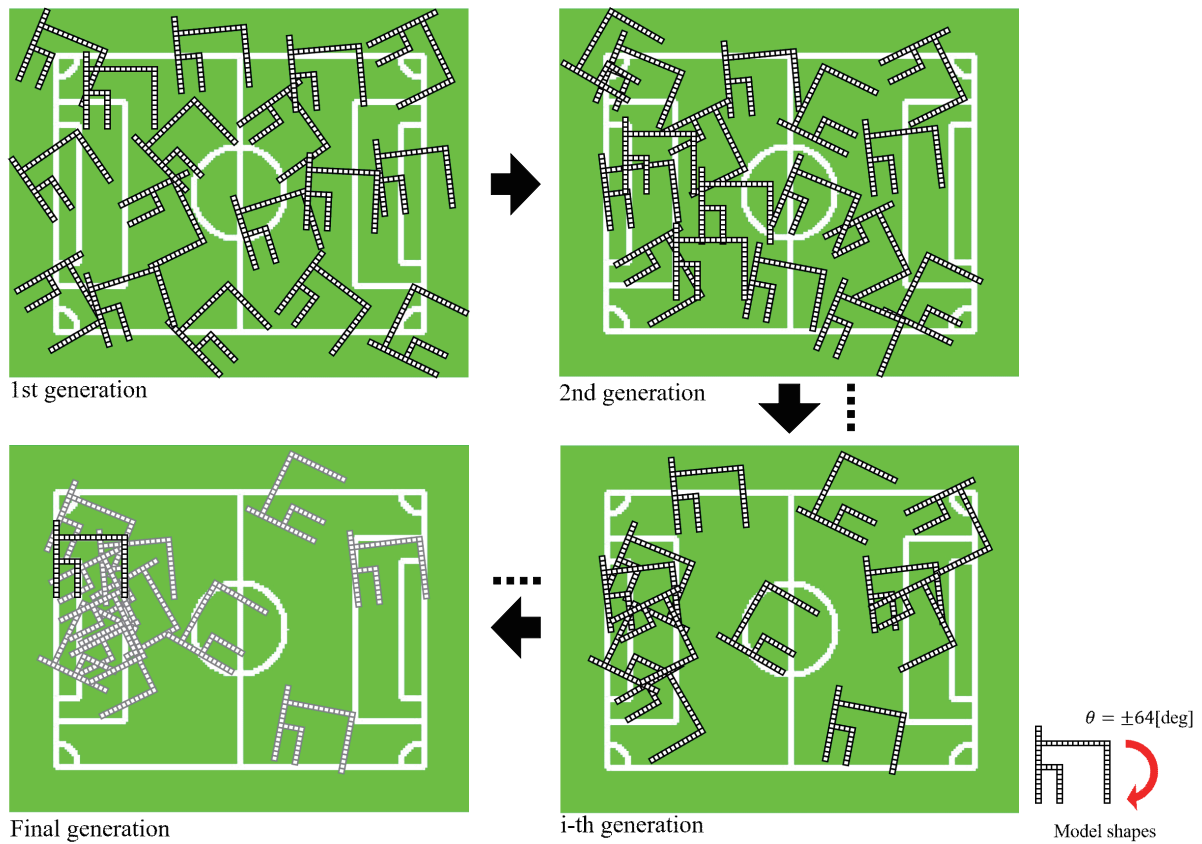 1st generation
2nd generation
Final generation
i-th generation
θ = ±64[deg]
Model shapes